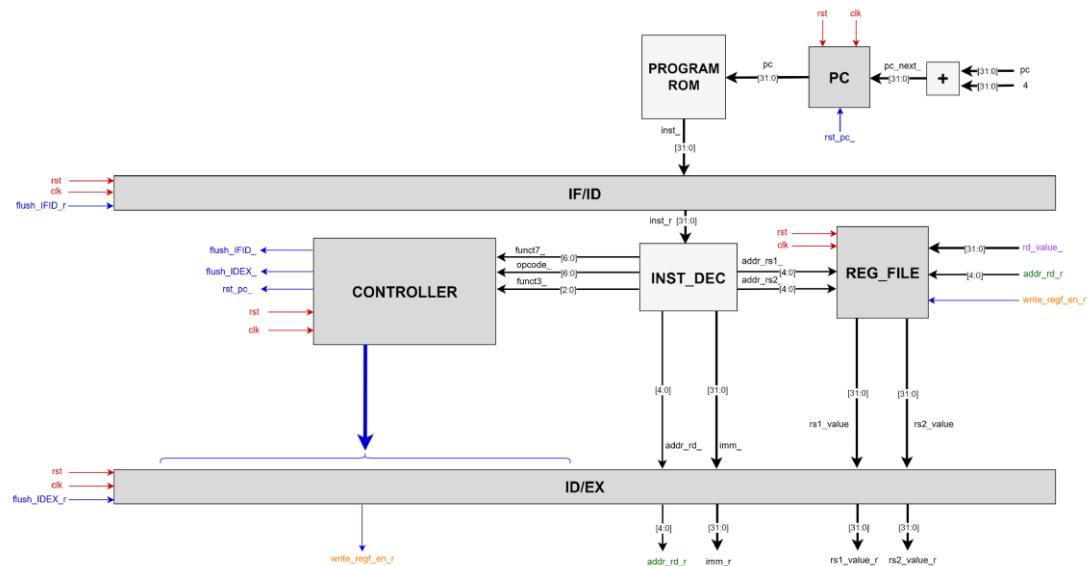 rst
clk
PROGRAM
ROM
pc
[31:0]
PC
pc_next_
[31:0]
+
[31:0]
pc
[31:0]
4
inst_
[31:0]
rst_pc_
rst
clk
flush_IFID_r
IF/ID
inst_r
[31:0]
flush_IFID_
flush_IDEX_
rst_pc_
rst
clk
CONTROLLER
funct7_
[6:0]
opcode_
[6:0]
funct3_
[2:0]
INST_DEC
addr_rs1_
[4:0]
addr_rs2_
[4:0]
rst
clk
REG_FILE
[31:0]
rd_value_
[4:0]
addr_rd_r
write_regf_en_r
[4:0]
[31:0]
[31:0]
[31:0]
addr_rd_
imm_
rs1_value
rs2_value
rst
clk
flush_IDEX_r
ID/EX
[4:0]
[31:0]
[31:0]
[31:0]
write_regf_en_r
addr_rd_r
imm_r
rs1_value_r
rs2_value_r